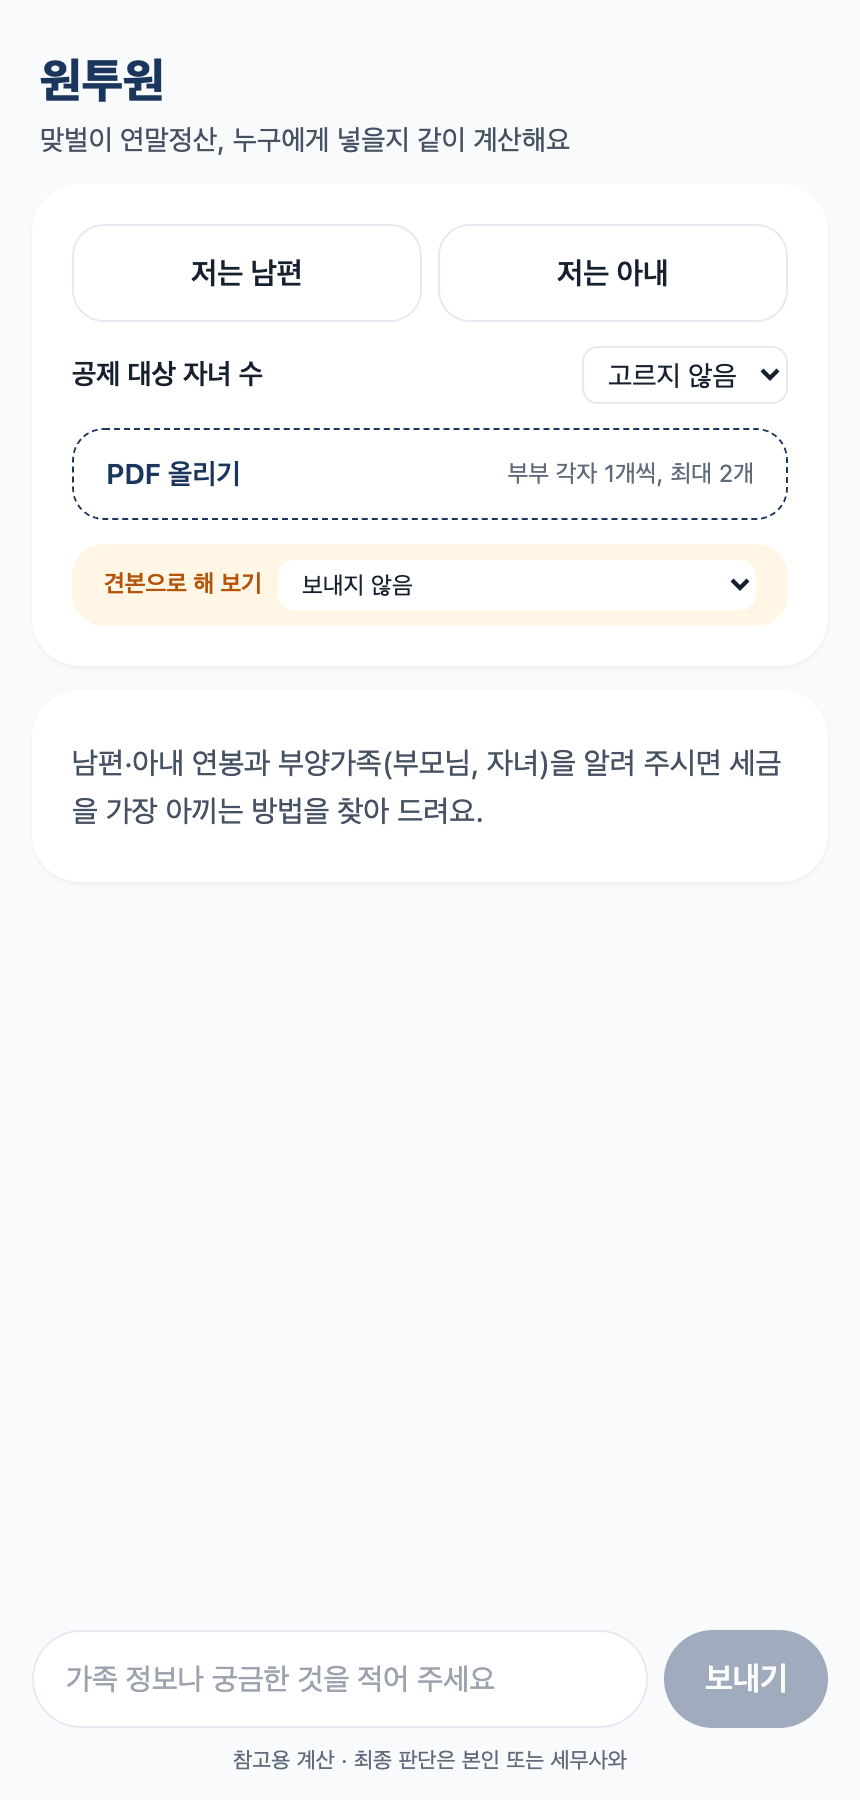 원투원
맞벌이 연말정산, 누구에게 넣을지 같이 계산해요
저는 남편
저는 아내
공제 대상 자녀 수
고르지 않음
PDF 올리기
부부 각자 1개씩, 최대 2개
견본으로 해 보기
보내지 않음
남편·아내 연봉과 부양가족(부모님, 자녀)을 알려 주시면 세금
을 가장 아끼는 방법을 찾아 드려요.
가족 정보나 궁금한 것을 적어 주세요
보내기
참고용 계산 · 최종 판단은 본인 또는 세무사와